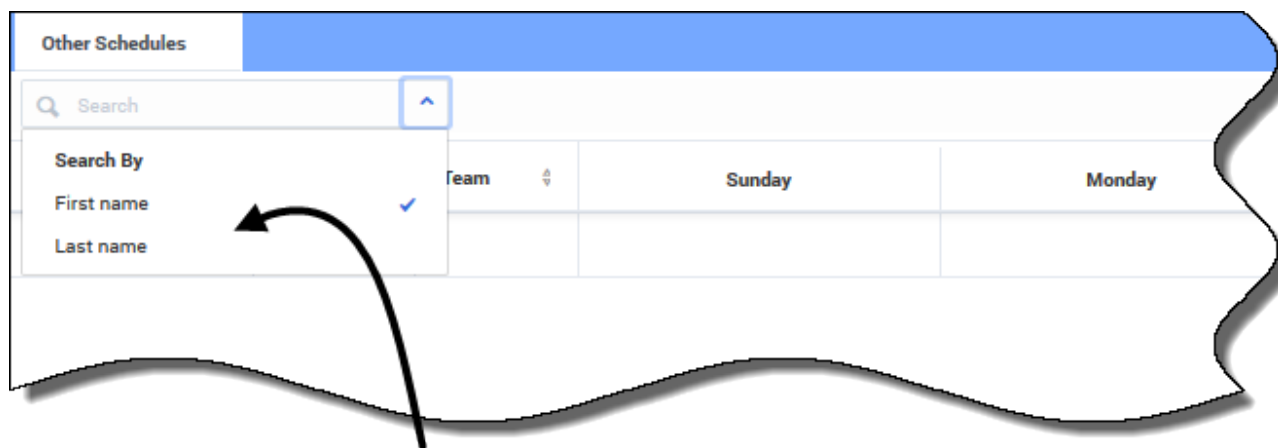 Other Schedules
Search
Search By
Team Sunday Monday
First name
Last name